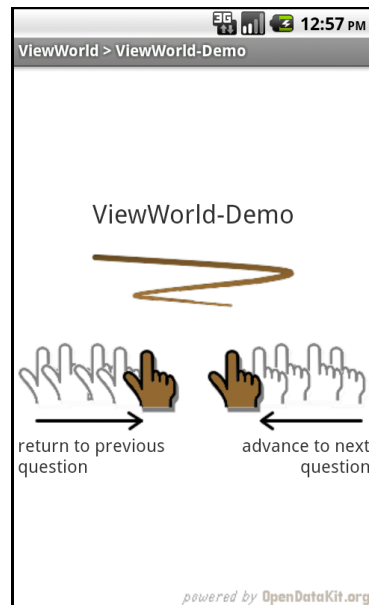 3G 12:57 PM
ViewWorld > ViewWorld-Demo
ViewWorld-Demo
return to previous
question
advance to next
question
powered by OpenDataKit.org